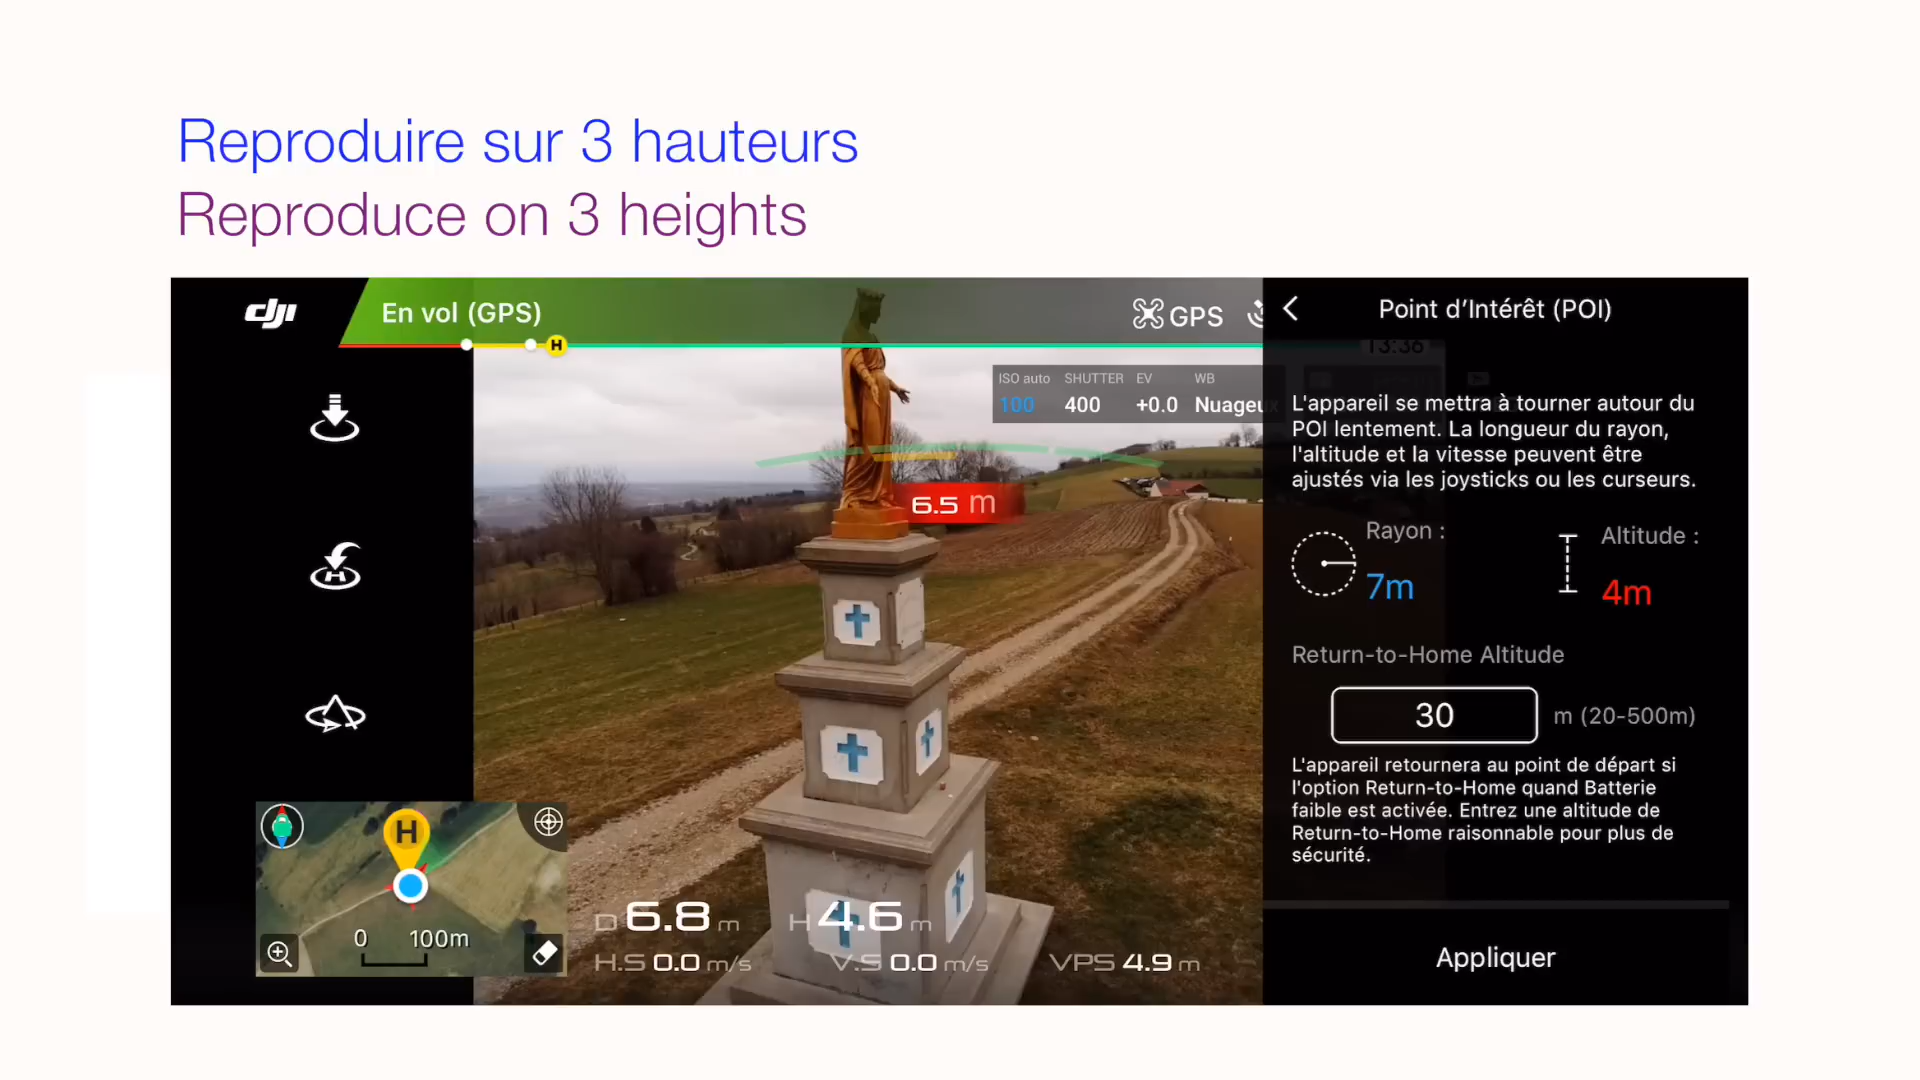 Reproduire sur 3 hauteurs
Reproduce on 3 heights
dji
En vol (GPS)
GPS
Point d'Intérêt (POI)
H
13:36
ISO auto SHUTTER EV WB
100 400 +0.0 Nuageux
L'appareil se mettra à tourner autour du
POI lentement. La longueur du rayon,
l'altitude et la vitesse peuvent être
ajustés via les joysticks ou les curseurs.
6.5 m
Rayon :
7m
Altitude :
4m
H
Return-to-Home Altitude
30 m (20-500m)
L'appareil retournera au point de départ si
l'option Return-to-Home quand Batterie
faible est activée. Entrez une altitude de
Return-to-Home raisonnable pour plus de
sécurité.
H
0 100m
D 6.8 m H 4.6 m
H.S 0.0 m/s V.S 0.0 m/s VPS 4.9 m
Appliquer